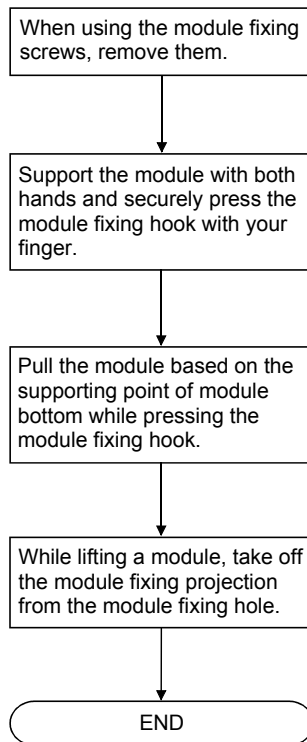 When using the module fixing
screws, remove them.
Support the module with both
hands and securely press the
module fixing hook with your
finger.
Pull the module based on the
supporting point of module
bottom while pressing the
module fixing hook.
While lifting a module, take off
the module fixing projection
from the module fixing hole.
END